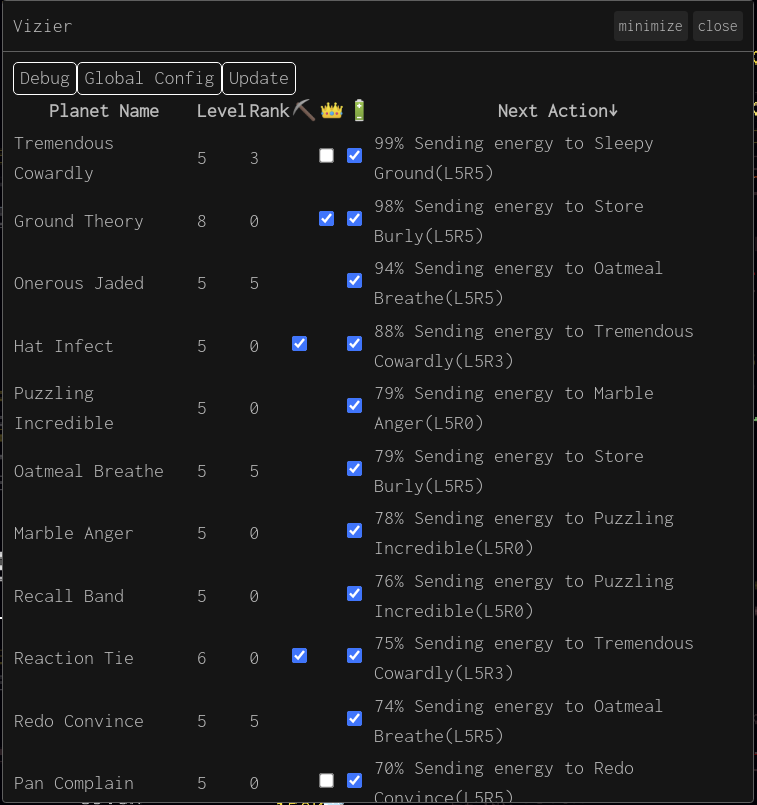 Vizier minimize close
Debug Global Config Update
Planet Name Level Rank ⛏️ 👑 🔋 Next Action↓
Tremendous Cowardly 5 3 99% Sending energy to Sleepy Ground(L5R5)
Ground Theory 8 0 98% Sending energy to Store Burly(L5R5)
Onerous Jaded 5 5 94% Sending energy to Oatmeal Breathe(L5R5)
Hat Infect 5 0 88% Sending energy to Tremendous Cowardly(L5R3)
Puzzling Incredible 5 0 79% Sending energy to Marble Anger(L5R0)
Oatmeal Breathe 5 5 79% Sending energy to Store Burly(L5R5)
Marble Anger 5 0 78% Sending energy to Puzzling Incredible(L5R0)
Recall Band 5 0 76% Sending energy to Puzzling Incredible(L5R0)
Reaction Tie 6 0 75% Sending energy to Tremendous Cowardly(L5R3)
Redo Convince 5 5 74% Sending energy to Oatmeal Breathe(L5R5)
Pan Complain 5 0 70% Sending energy to Redo Convince(L5R5)